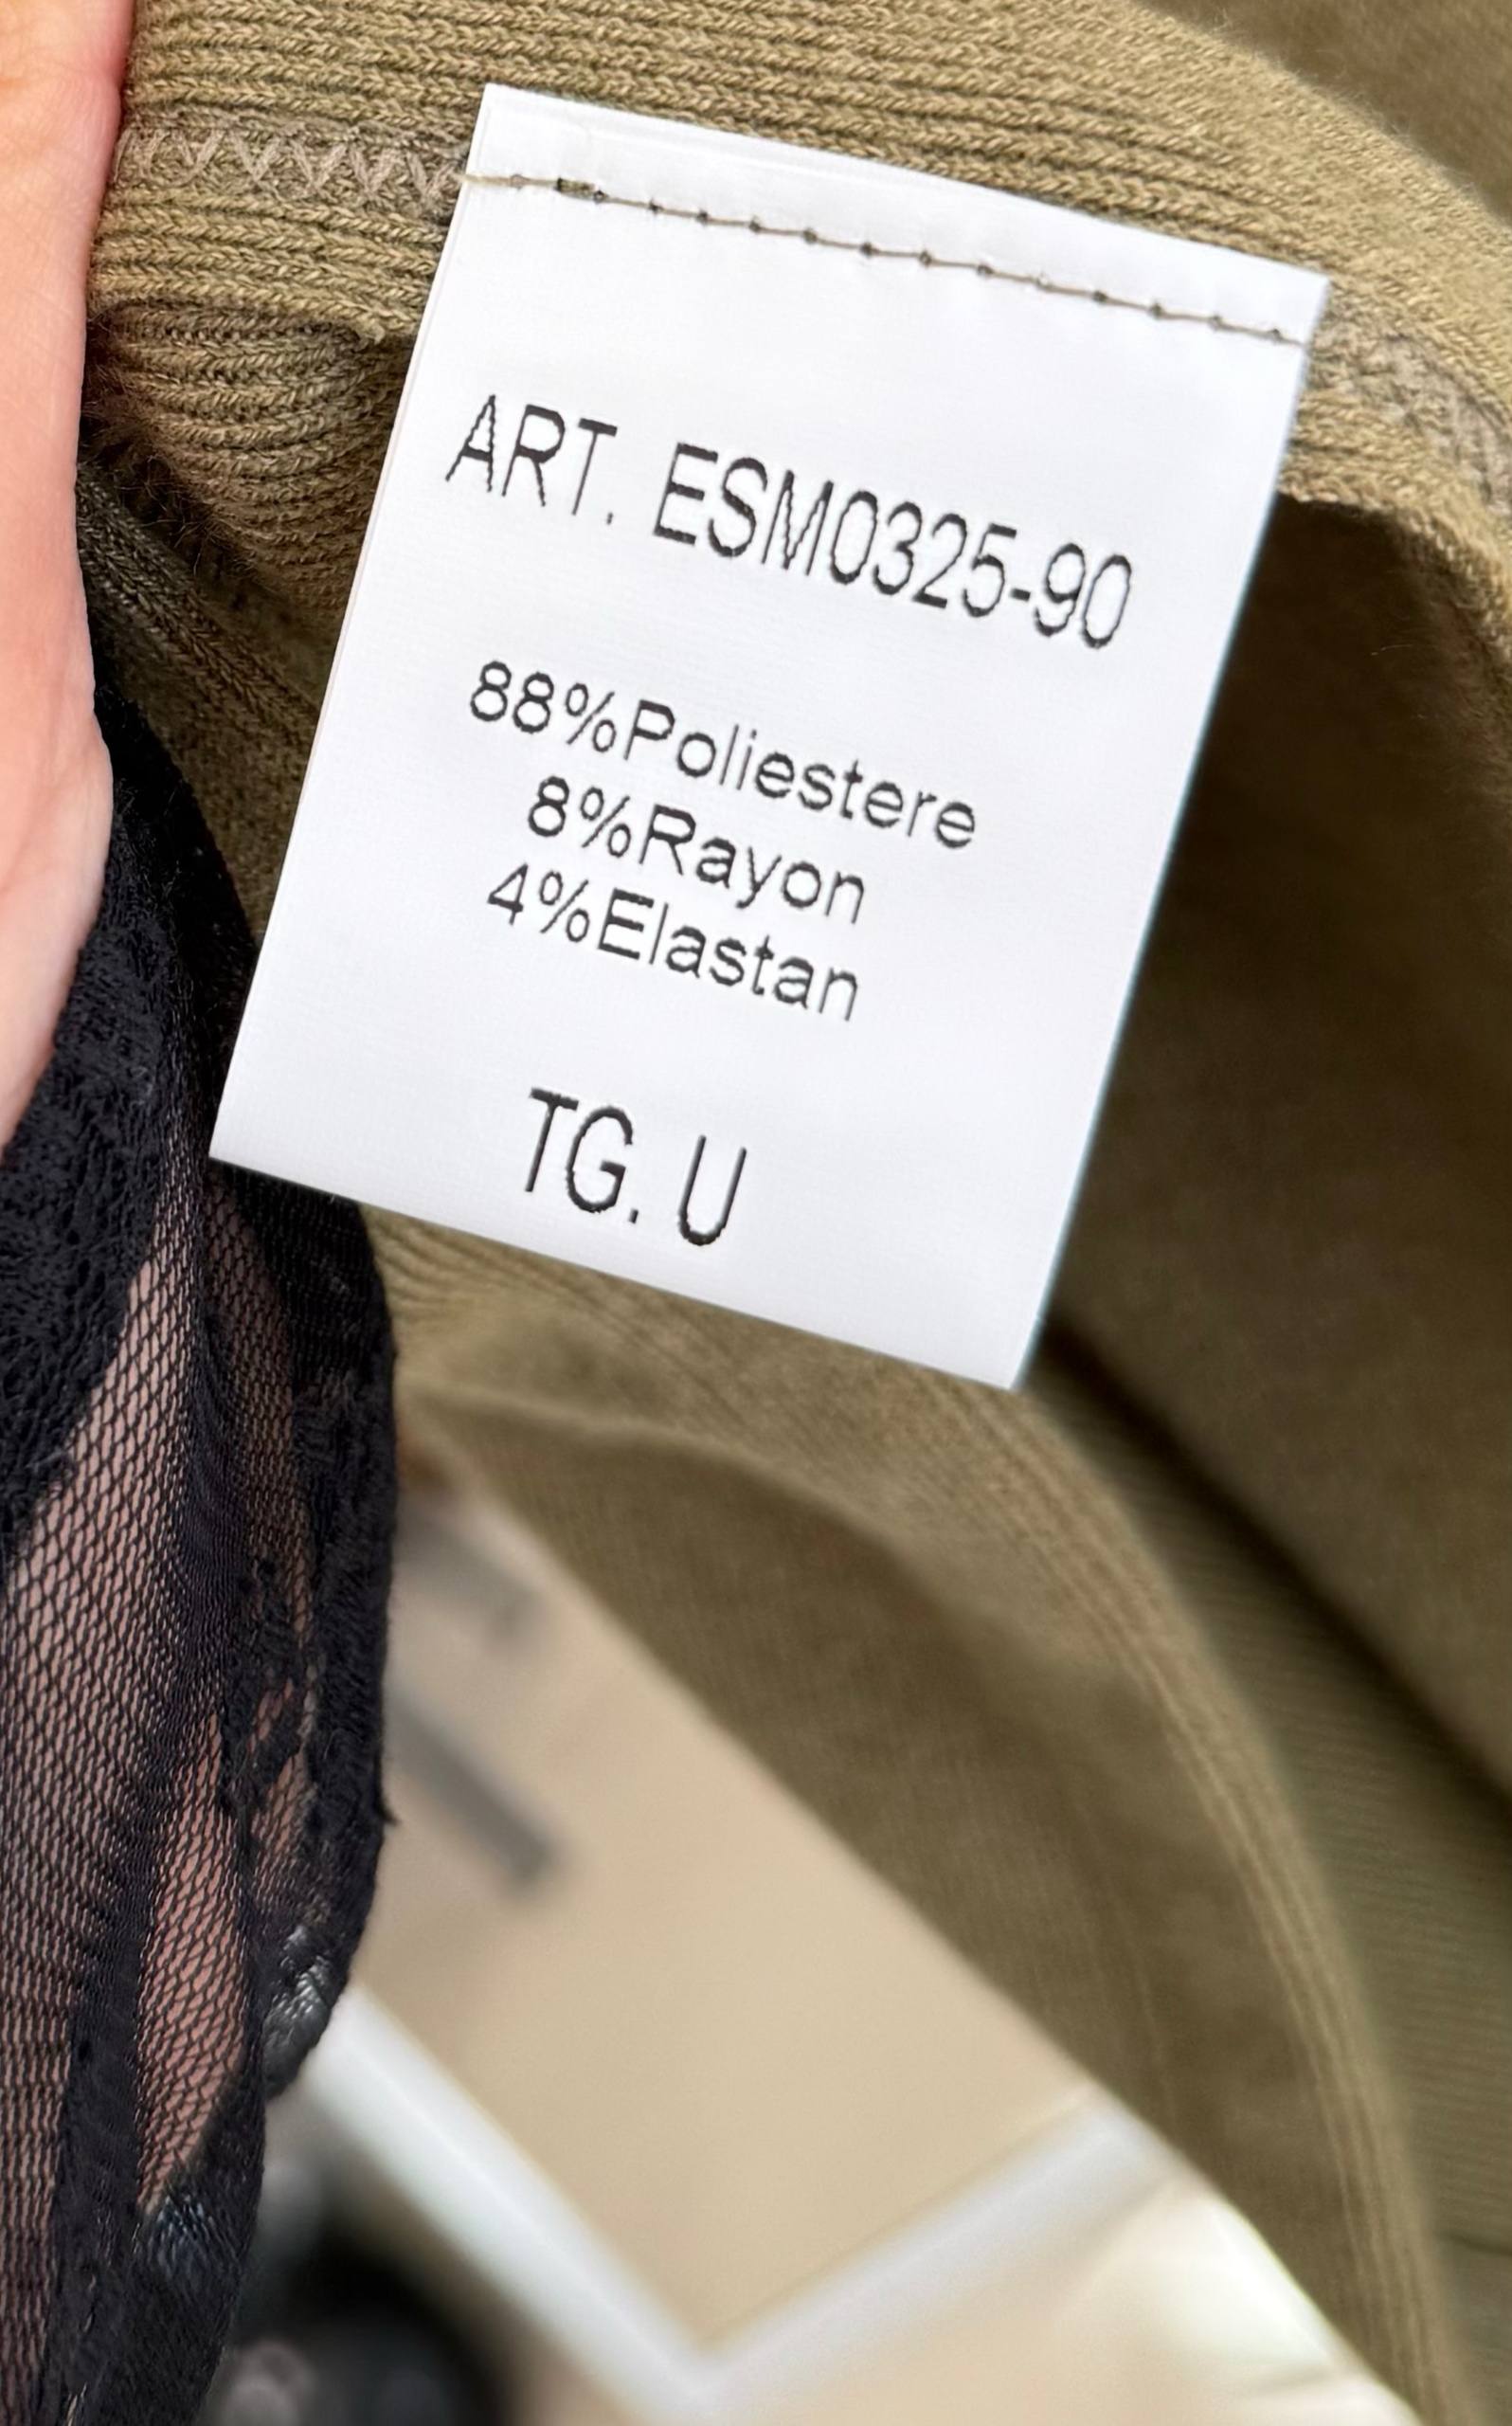 ART. ESM0325-90
88%Poliestere
8%Rayon
4%Elastan
TG. U